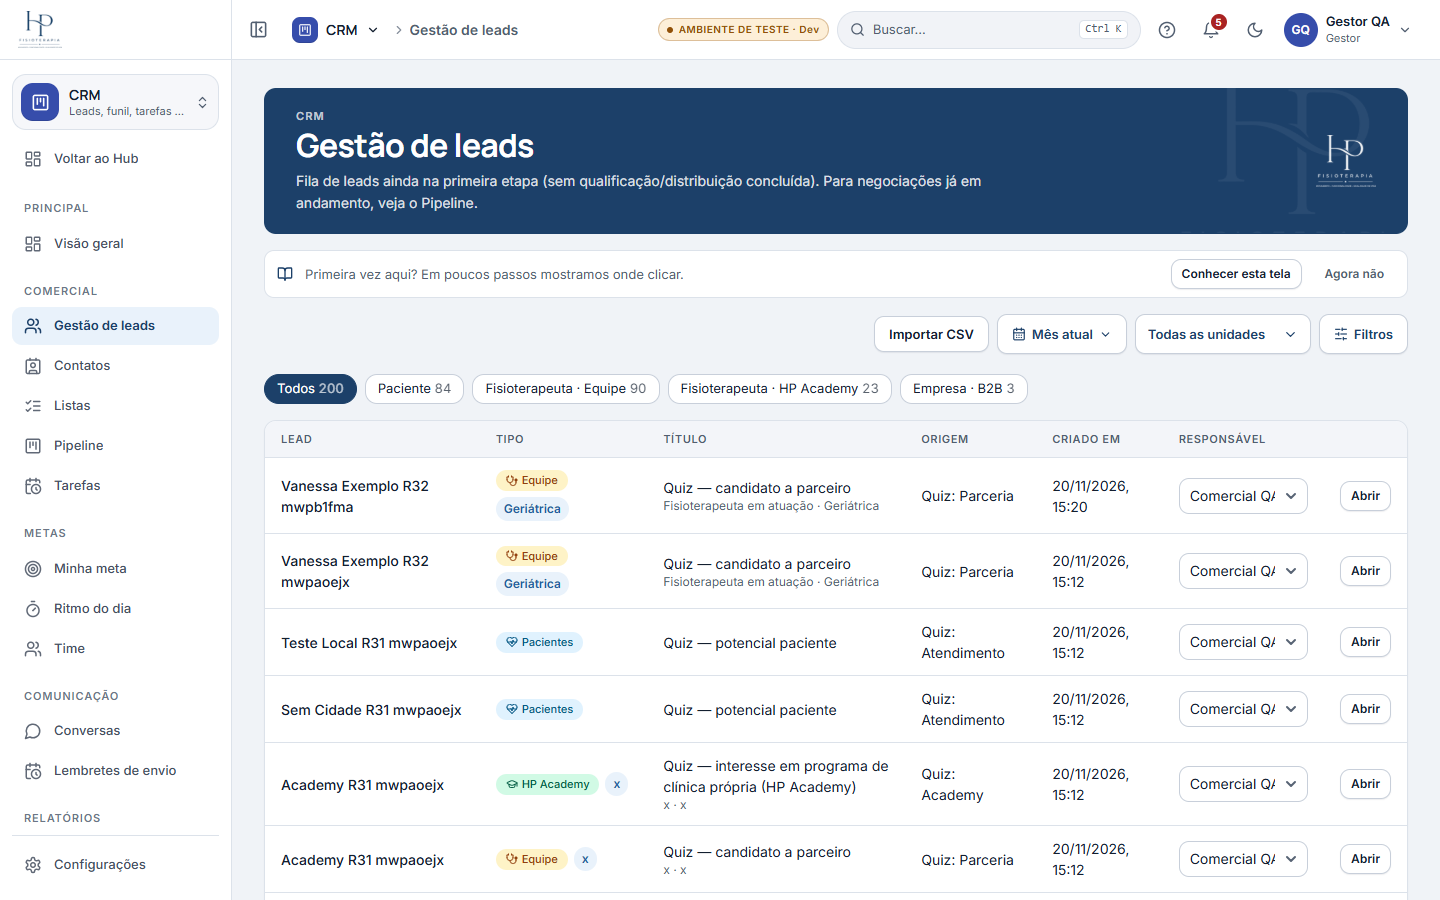 HP
FISIOTERAPIA
CRM
Gestão de leads
AMBIENTE DE TESTE · Dev
Buscar...
Ctrl K
5
GQ
Gestor QA
Gestor
CRM
Leads, funil, tarefas ...
Voltar ao Hub
PRINCIPAL
Visão geral
COMERCIAL
Gestão de leads
Contatos
Listas
Pipeline
Tarefas
METAS
Minha meta
Ritmo do dia
Time
COMUNICAÇÃO
Conversas
Lembretes de envio
RELATÓRIOS
Configurações
CRM
Gestão de leads
Fila de leads ainda na primeira etapa (sem qualificação/distribuição concluída). Para negociações já em
andamento, veja o Pipeline.
HP
FISIOTERAPIA
Primeira vez aqui? Em poucos passos mostramos onde clicar.
Conhecer esta tela
Agora não
Importar CSV
Mês atual
Todas as unidades
Filtros
Todos 200
Paciente 84
Fisioterapeuta · Equipe 90
Fisioterapeuta · HP Academy 23
Empresa · B2B 3
LEAD
TIPO
TÍTULO
ORIGEM
CRIADO EM
RESPONSÁVEL
Vanessa Exemplo R32
mwpb1fma
Equipe
Geriátrica
Quiz — candidato a parceiro
Fisioterapeuta em atuação · Geriátrica
Quiz: Parceria
20/11/2026,
15:20
Comercial QA
Abrir
Vanessa Exemplo R32
mwpaoejx
Equipe
Geriátrica
Quiz — candidato a parceiro
Fisioterapeuta em atuação · Geriátrica
Quiz: Parceria
20/11/2026,
15:12
Comercial QA
Abrir
Teste Local R31 mwpaoejx
Pacientes
Quiz — potencial paciente
Quiz:
Atendimento
20/11/2026,
15:12
Comercial QA
Abrir
Sem Cidade R31 mwpaoejx
Pacientes
Quiz — potencial paciente
Quiz:
Atendimento
20/11/2026,
15:12
Comercial QA
Abrir
Academy R31 mwpaoejx
HP Academy
x
Quiz — interesse em programa de
clínica própria (HP Academy)
x · x
Quiz:
Academy
20/11/2026,
15:12
Comercial QA
Abrir
Academy R31 mwpaoejx
Equipe
x
Quiz — candidato a parceiro
x · x
Quiz: Parceria
20/11/2026,
15:12
Comercial QA
Abrir